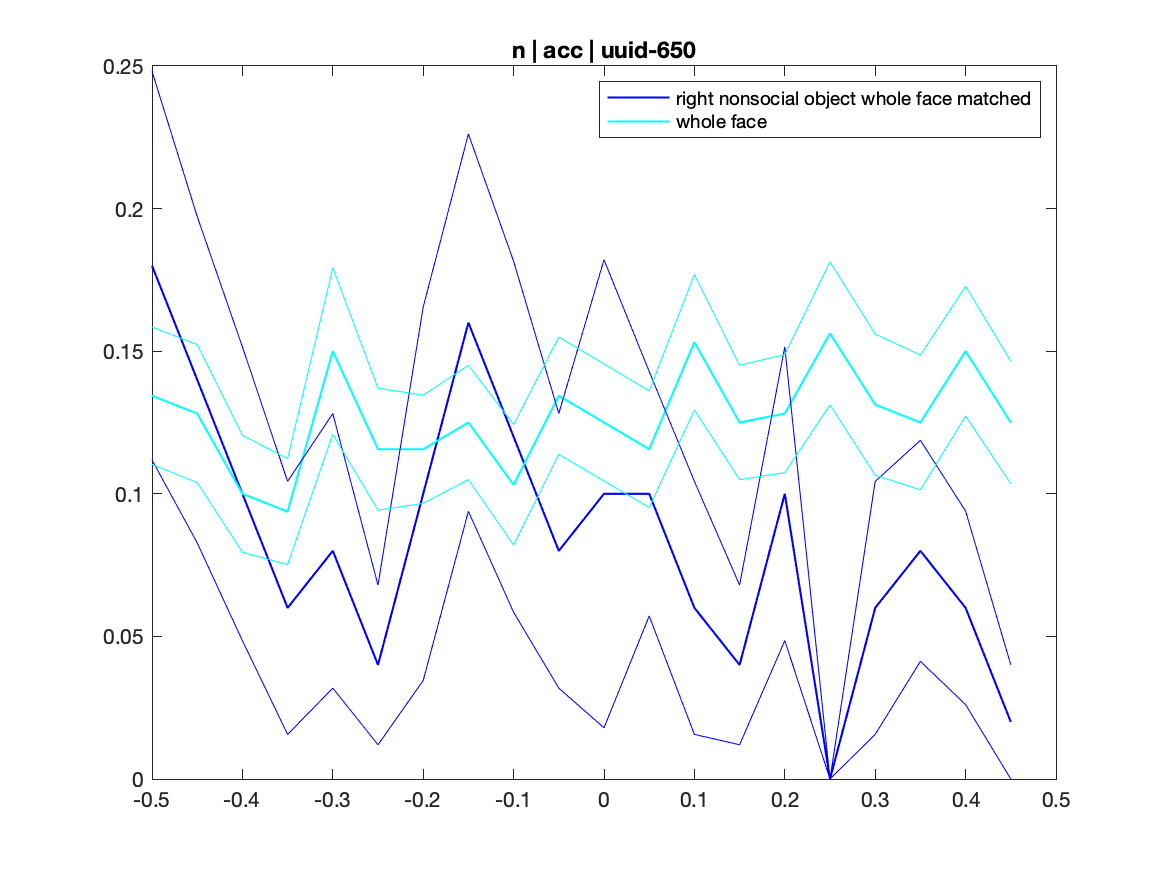 n | acc | uuid-650
right nonsocial object whole face matched
whole face
0.25
0.2
0.15
0.1
0.05
0
-0.5 -0.4 -0.3 -0.2 -0.1 0 0.1 0.2 0.3 0.4 0.5